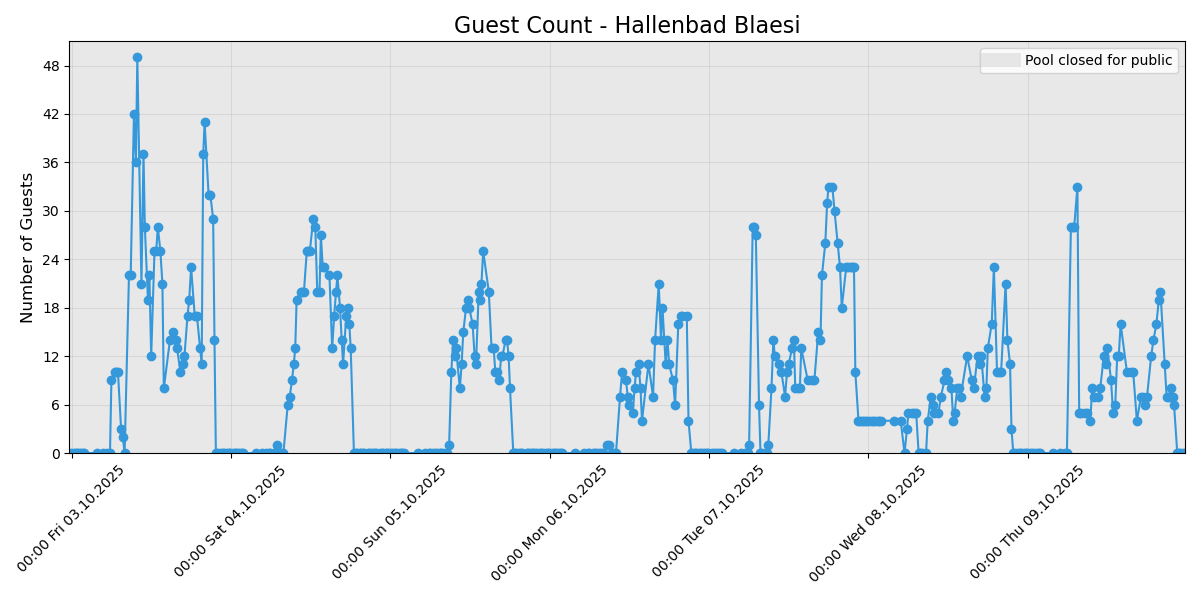 Guest Count - Hallenbad Blaesi
Pool closed for public
Number of Guests
48
42
36
30
24
18
12
6
0
00:00 Fri 03.10.2025
00:00 Sat 04.10.2025
00:00 Sun 05.10.2025
00:00 Mon 06.10.2025
00:00 Tue 07.10.2025
00:00 Wed 08.10.2025
00:00 Thu 09.10.2025